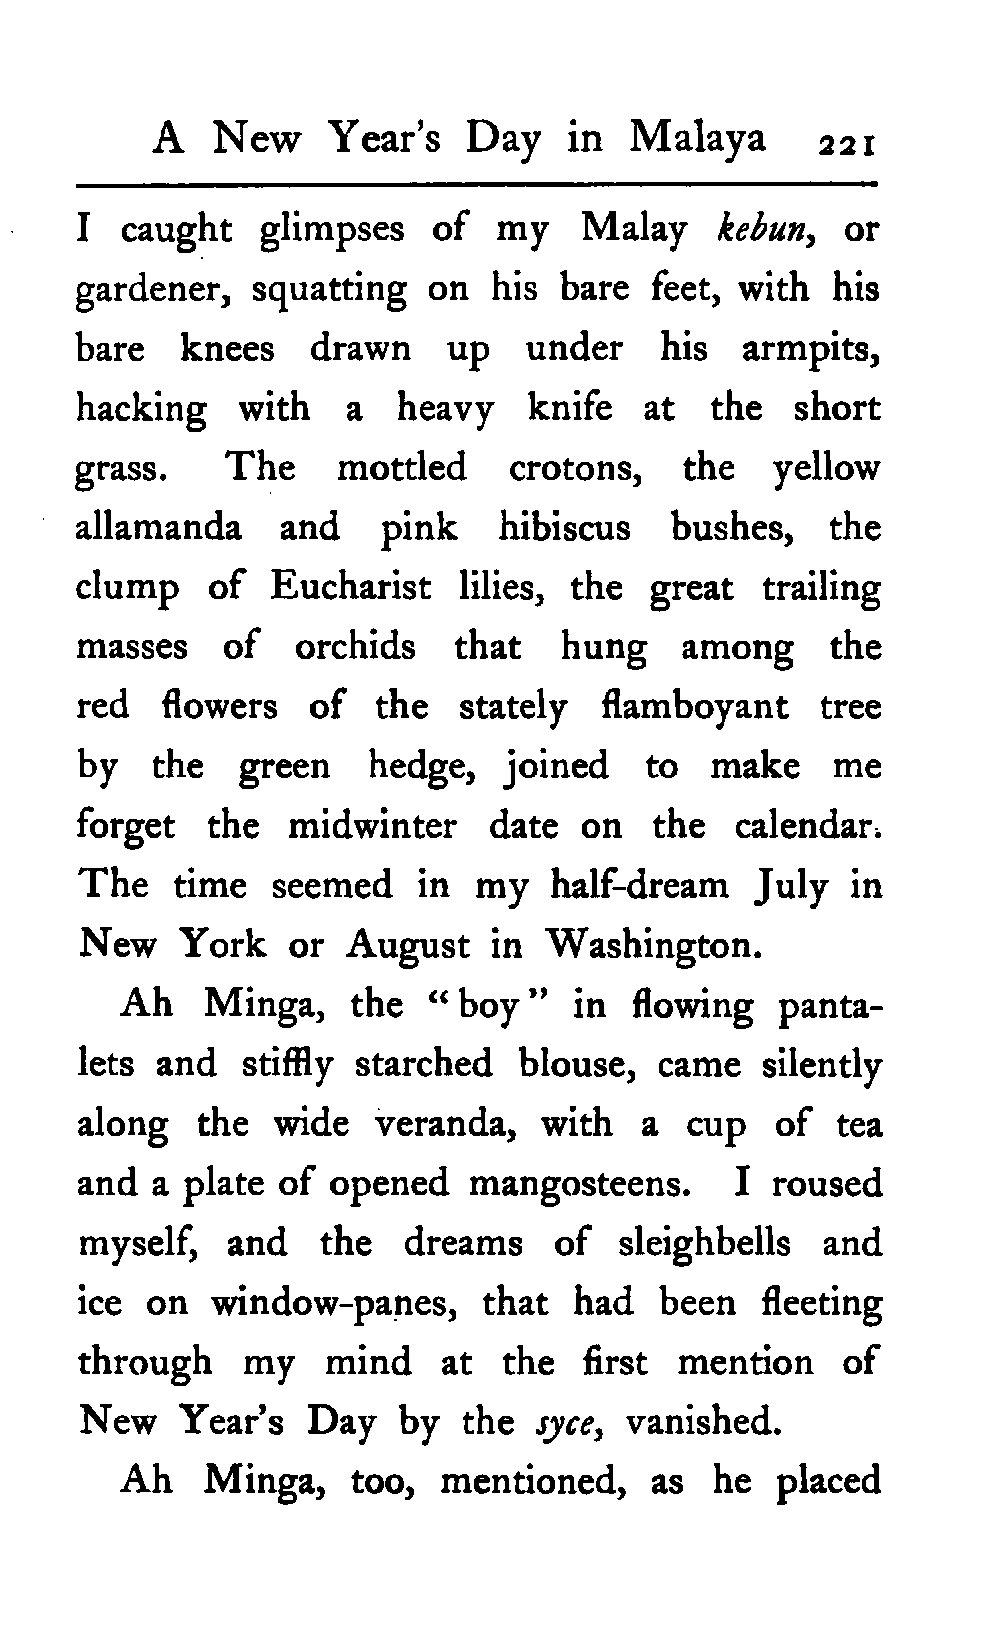 A New Year's Day in Malaya 221
I caught glimpses of my Malay kebun, or
gardener, squatting on his bare feet, with his
bare knees drawn up under his armpits,
hacking with a heavy knife at the short
grass. The mottled crotons, the yellow
allamanda and pink hibiscus bushes, the
clump of Eucharist lilies, the great trailing
masses of orchids that hung among the
red flowers of the stately flamboyant tree
by the green hedge, joined to make me
forget the midwinter date on the calendar.
The time seemed in my half-dream July in
New York or August in Washington.
Ah Minga, the "boy" in flowing panta-
lets and stiffly starched blouse, came silently
along the wide veranda, with a cup of tea
and a plate of opened mangosteens. I roused
myself, and the dreams of sleighbells and
ice on window-panes, that had been fleeting
through my mind at the first mention of
New Year's Day by the syce, vanished.
Ah Minga, too, mentioned, as he placed